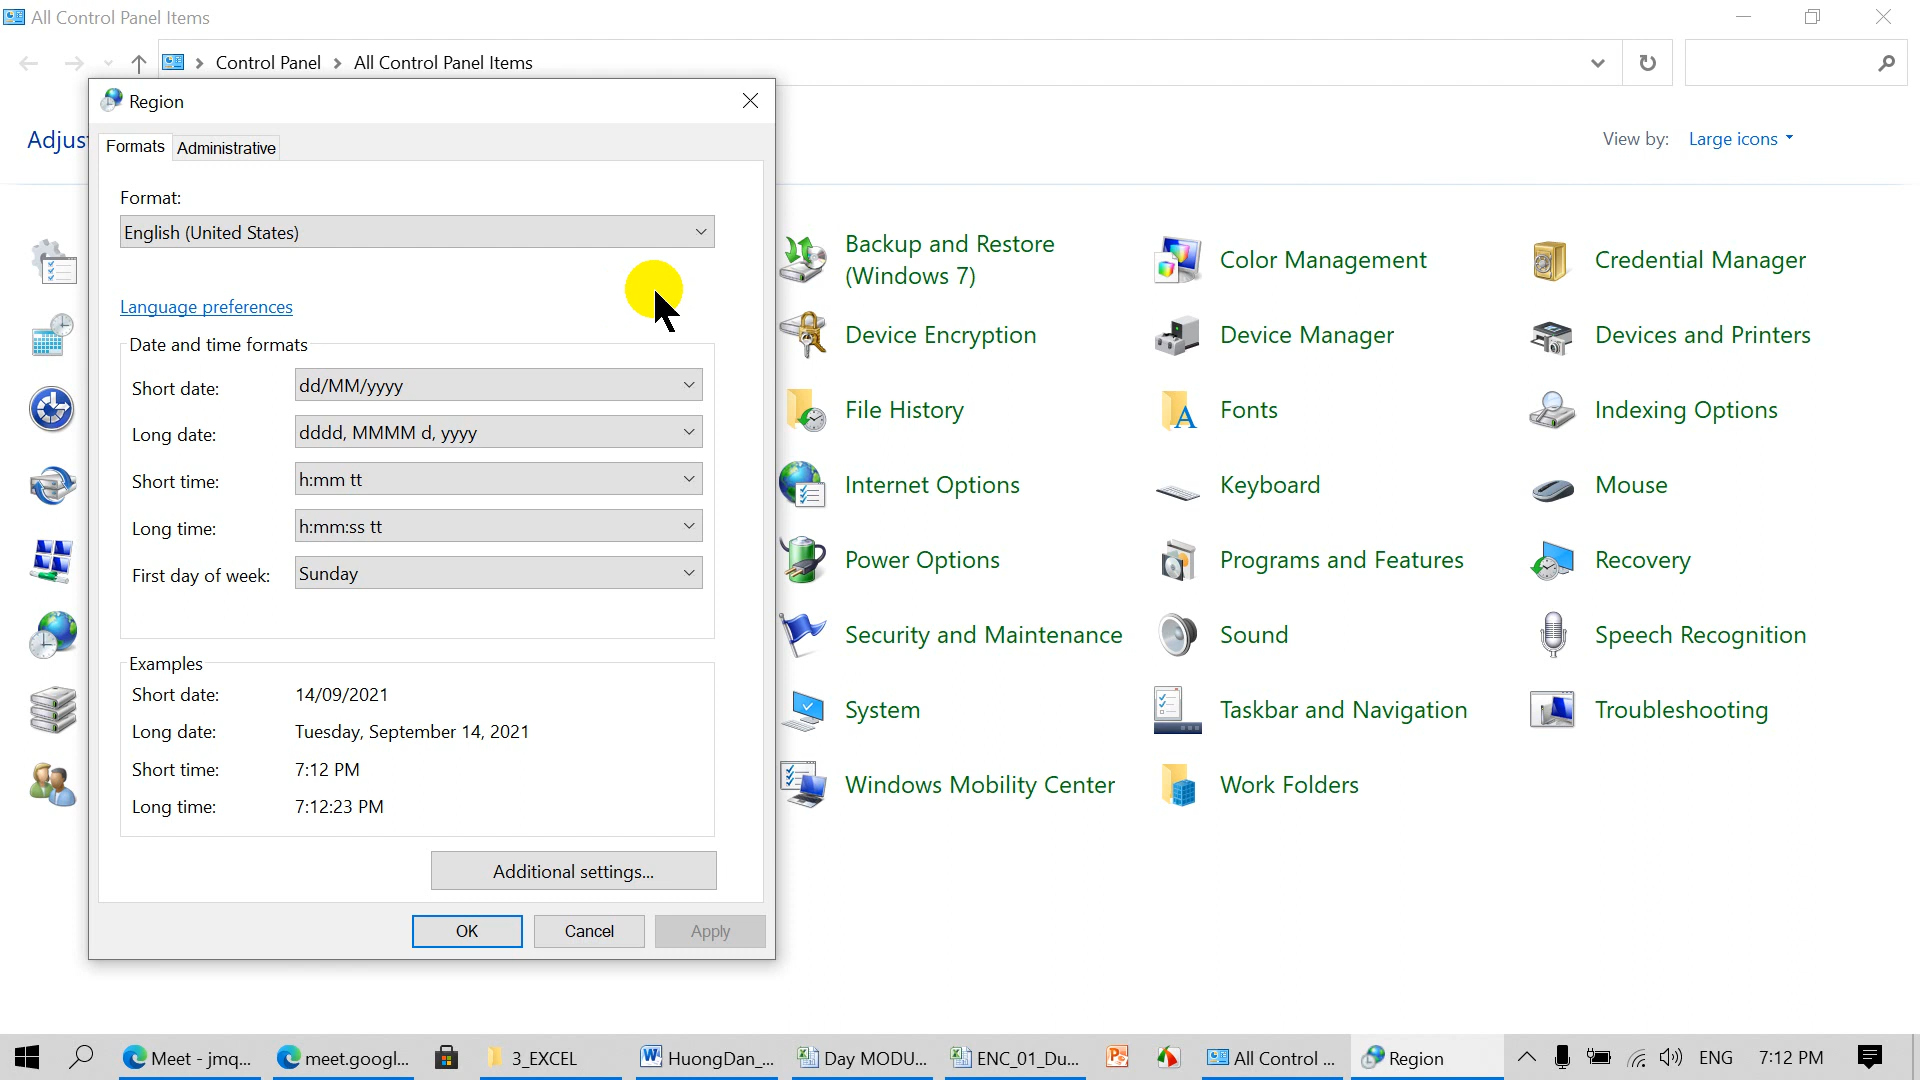 All Control Panel Items
Control Panel > All Control Panel Items
Region
Adjus
View by: Large icons
Formats
Administrative
Format:
English (United States)
Language preferences
Date and time formats
Short date: dd/MM/yyyy
Long date: dddd, MMMM d, yyyy
Short time: h:mm tt
Long time: h:mm:ss tt
First day of week: Sunday
Examples
Short date: 14/09/2021
Long date: Tuesday, September 14, 2021
Short time: 7:12 PM
Long time: 7:12:23 PM
Additional settings...
OK
Cancel
Apply
Backup and Restore
(Windows 7)
Color Management
Credential Manager
Device Encryption
Device Manager
Devices and Printers
File History
Fonts
Indexing Options
Internet Options
Keyboard
Mouse
Power Options
Programs and Features
Recovery
Security and Maintenance
Sound
Speech Recognition
System
Taskbar and Navigation
Troubleshooting
Windows Mobility Center
Work Folders
Meet - jmq...
meet.googl...
3_EXCEL
HuongDan_...
Day MODU...
ENC_01_Du...
All Control ...
Region
ENG
7:12 PM